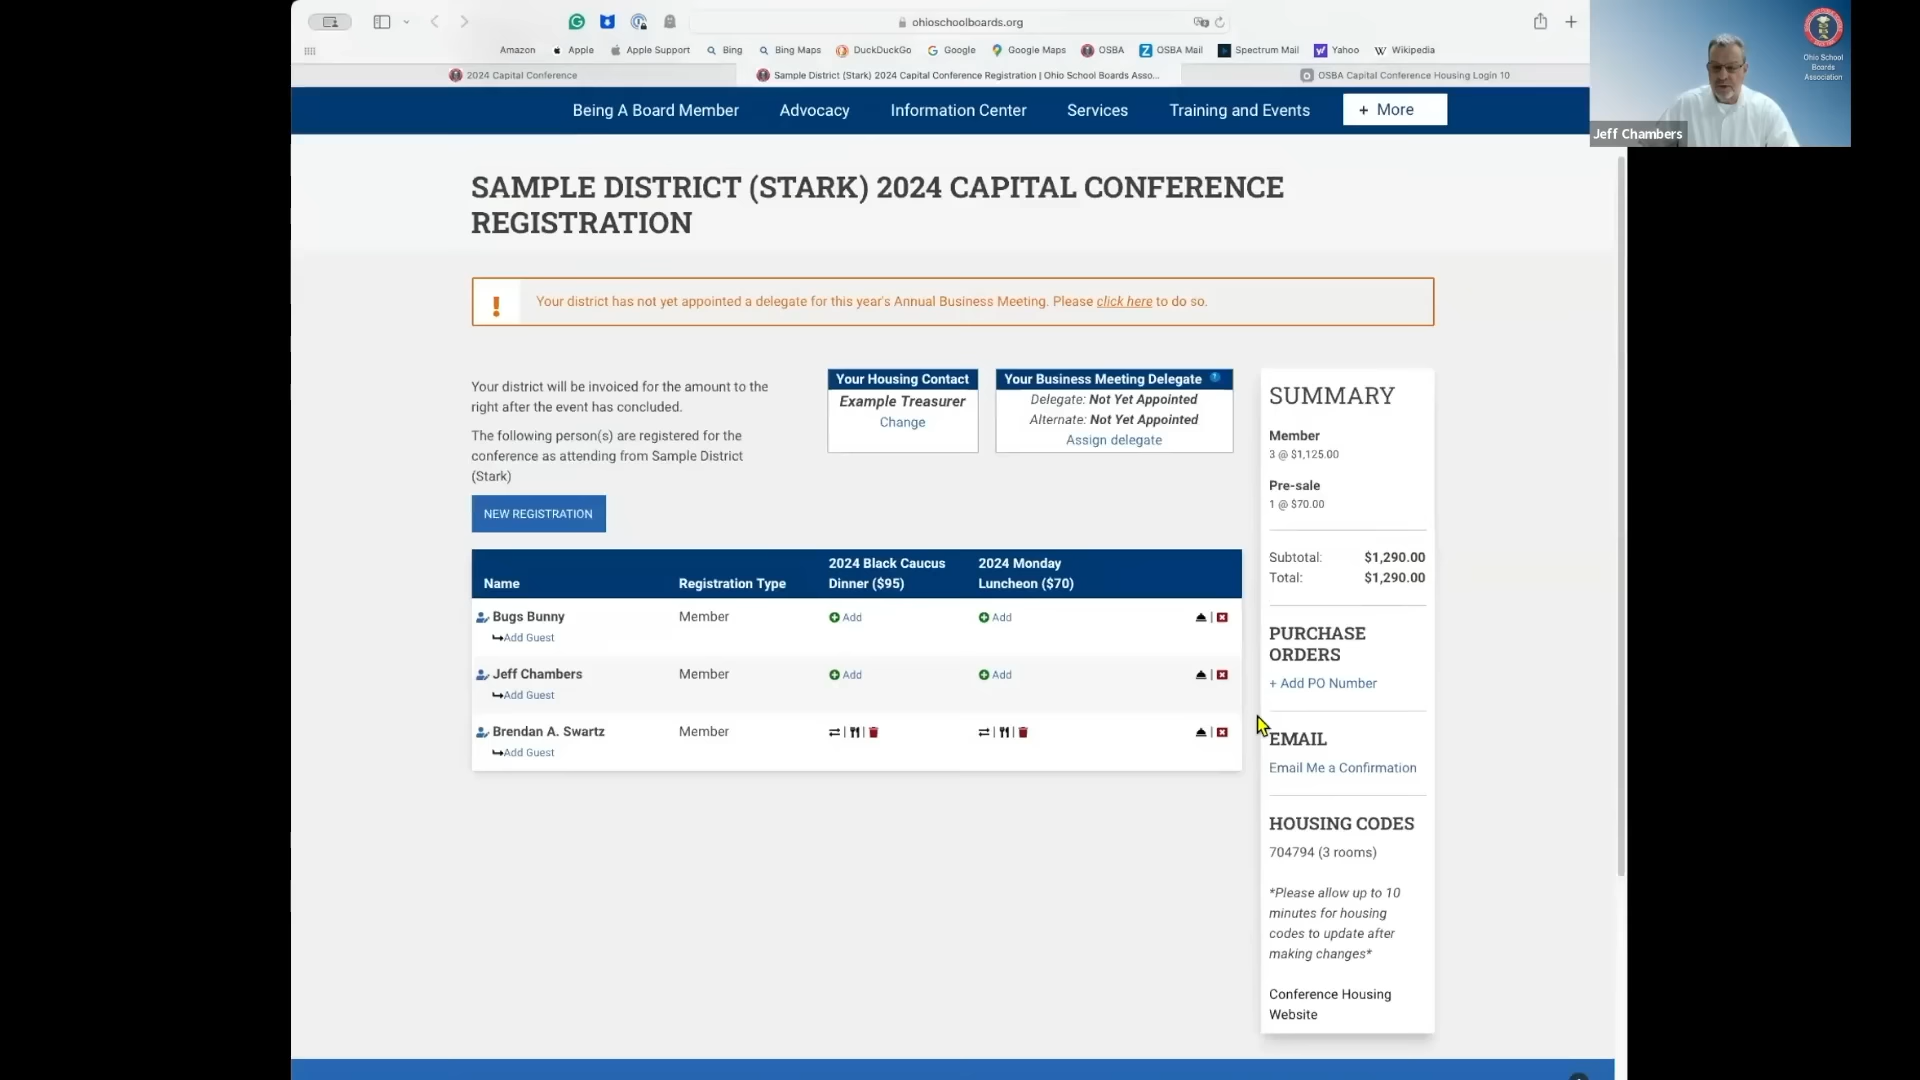 ohioschoolboards.org
Amazon Apple Apple Support Bing Bing Maps DuckDuckGo Google Google Maps OSBA OSBA Mail Spectrum Mail Yahoo Wikipedia
2024 Capital Conference
Sample District (Stark) 2024 Capital Conference Registration | Ohio School Boards Asso...
OSBA Capital Conference Housing Login 10
Ohio School
Boards
Association
Jeff Chambers
Being A Board Member Advocacy Information Center Services Training and Events + More
SAMPLE DISTRICT (STARK) 2024 CAPITAL CONFERENCE
REGISTRATION
! Your district has not yet appointed a delegate for this year's Annual Business Meeting. Please click here to do so.
Your district will be invoiced for the amount to the
right after the event has concluded.
The following person(s) are registered for the
conference as attending from Sample District
(Stark)
NEW REGISTRATION
Your Housing Contact
Example Treasurer
Change
Your Business Meeting Delegate
Delegate: Not Yet Appointed
Alternate: Not Yet Appointed
Assign delegate
Name Registration Type 2024 Black Caucus Dinner ($95) 2024 Monday Luncheon ($70)
Bugs Bunny Member Add Add |
Add Guest
Jeff Chambers Member Add Add |
Add Guest
Brendan A. Swartz Member | | | | |
Add Guest
SUMMARY
Member
3 @ $1,125.00
Pre-sale
1 @ $70.00
Subtotal: $1,290.00
Total: $1,290.00
PURCHASE
ORDERS
+ Add PO Number
EMAIL
Email Me a Confirmation
HOUSING CODES
704794 (3 rooms)
*Please allow up to 10
minutes for housing
codes to update after
making changes*
Conference Housing
Website